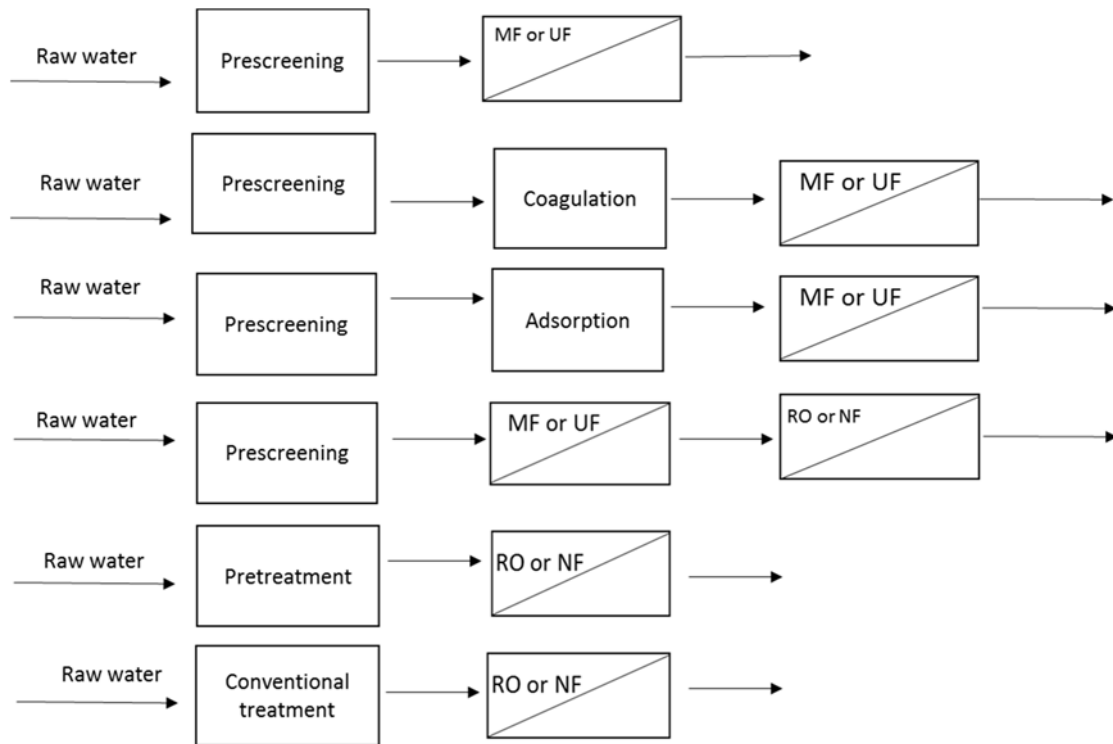 Raw water
Prescreening
MF or UF
Raw water
Prescreening
Coagulation
MF or UF
Raw water
Prescreening
Adsorption
MF or UF
Raw water
Prescreening
MF or UF
RO or NF
Raw water
Pretreatment
RO or NF
Raw water
Conventional
treatment
RO or NF